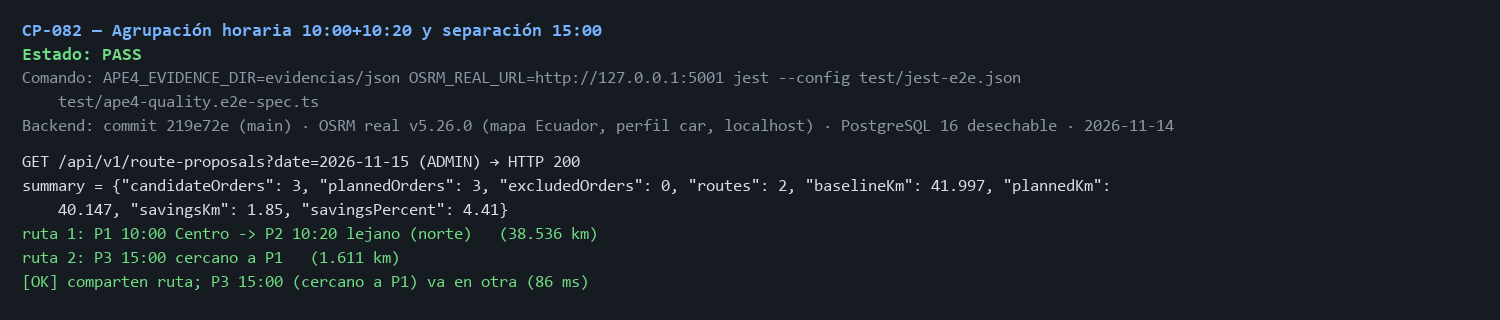 CP-082 — Agrupación horaria 10:00+10:20 y separación 15:00
Estado: PASS
Comando: APE4_EVIDENCE_DIR=evidencias/json OSRM_REAL_URL=http://127.0.0.1:5001 jest --config test/jest-e2e.json
test/ape4-quality.e2e-spec.ts
Backend: commit 219e72e (main) · OSRM real v5.26.0 (mapa Ecuador, perfil car, localhost) · PostgreSQL 16 desechable · 2026-11-14
GET /api/v1/route-proposals?date=2026-11-15 (ADMIN) → HTTP 200
summary = {"candidateOrders": 3, "plannedOrders": 3, "excludedOrders": 0, "routes": 2, "baselineKm": 41.997, "plannedKm":
40.147, "savingsKm": 1.85, "savingsPercent": 4.41}
ruta 1: P1 10:00 Centro -> P2 10:20 lejano (norte)   (38.536 km)
ruta 2: P3 15:00 cercano a P1   (1.611 km)
[OK] comparten ruta; P3 15:00 (cercano a P1) va en otra (86 ms)